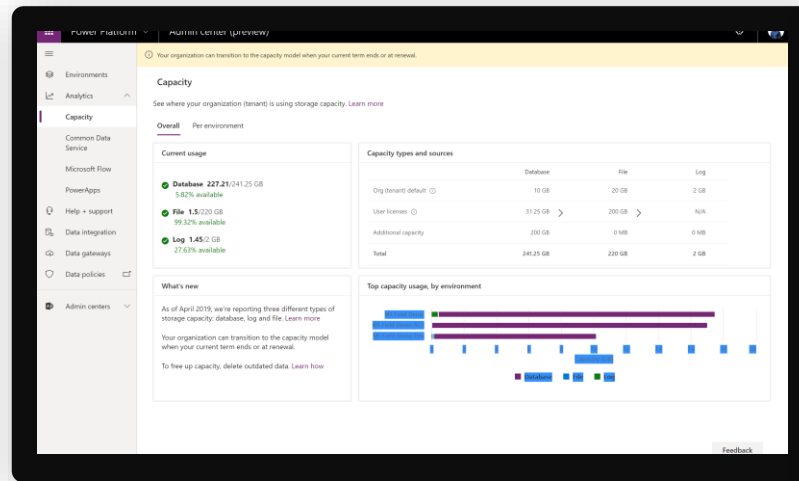 Power Platform
Admin center (preview)
Your organization can transition to the capacity model when your current term ends or at renewal.
Environments
Analytics
Capacity
Common Data
Service
Microsoft Flow
PowerApps
Help + support
Data integration
Data gateways
Data policies
Admin centers
Capacity
See where your organization (tenant) is using storage capacity. Learn more
Overall Per environment
Current usage
Database 227.21/241.25 GB
5.82% available
File 1.5/220 GB
99.32% available
Log 1.45/2 GB
27.63% available
Capacity types and sources
Database File Log
Org (tenant) default 10 GB 20 GB 2 GB
User licenses 31.25 GB 200 GB N/A
Additional capacity 200 GB 0 MB 0 MB
Total 241.25 GB 220 GB 2 GB
What's new
As of April 2019, we're reporting three different types of
storage capacity: database, log and file. Learn more
Your organization can transition to the capacity model
when your current term ends or at renewal.
To free up capacity, delete outdated data. Learn how
Top capacity usage, by environment
Database File Log
Feedback